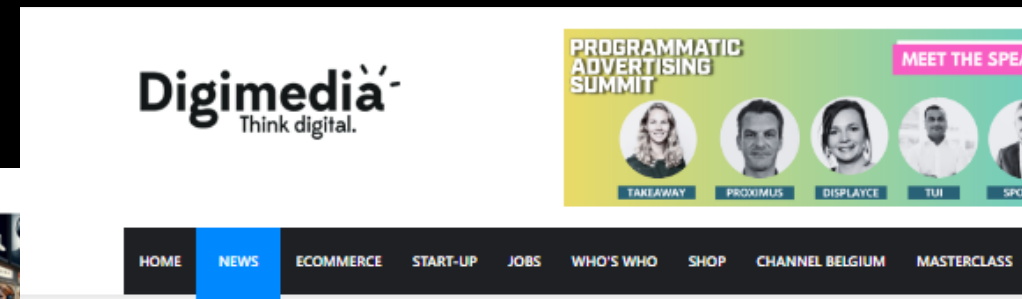 Digimedia
Think digital.
PROGRAMMATIC
ADVERTISING
SUMMIT
MEET THE
TAKEAWAY PROXIMUS DISPLAYCE TUI
HOME NEWS ECOMMERCE START-UP JOBS WHO'S WHO SHOP CHANNEL BELGIUM MASTERCLASS